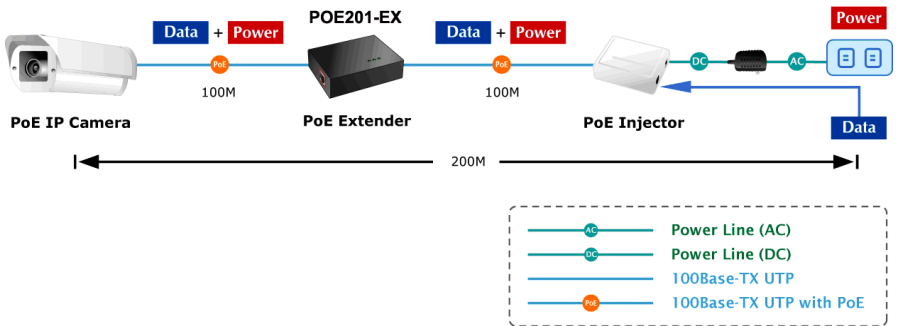 POE201-EX
Power
Data + Power
Data + Power
PoE
PoE
DC
AC
100M
100M
PoE IP Camera
PoE Extender
PoE Injector
Data
200M
AC Power Line (AC)
DC Power Line (DC)
100Base-TX UTP
PoE 100Base-TX UTP with PoE